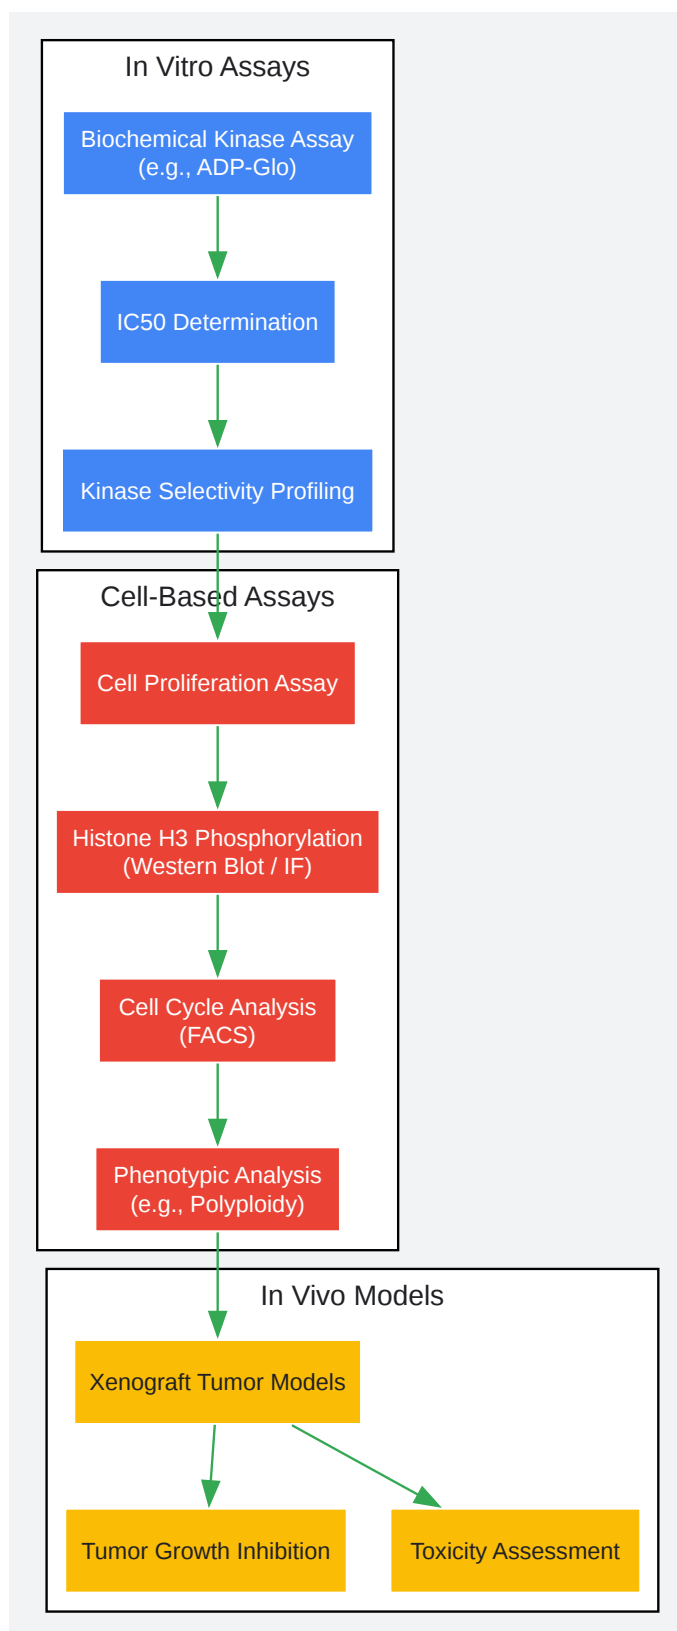 In Vitro Assays
Biochemical Kinase Assay
(e.g., ADP-Glo)
IC50 Determination
Kinase Selectivity Profiling
Cell-Based Assays
Cell Proliferation Assay
Histone H3 Phosphorylation
(Western Blot / IF)
Cell Cycle Analysis
(FACS)
Phenotypic Analysis
(e.g., Polyploidy)
In Vivo Models
Xenograft Tumor Models
Tumor Growth Inhibition
Toxicity Assessment